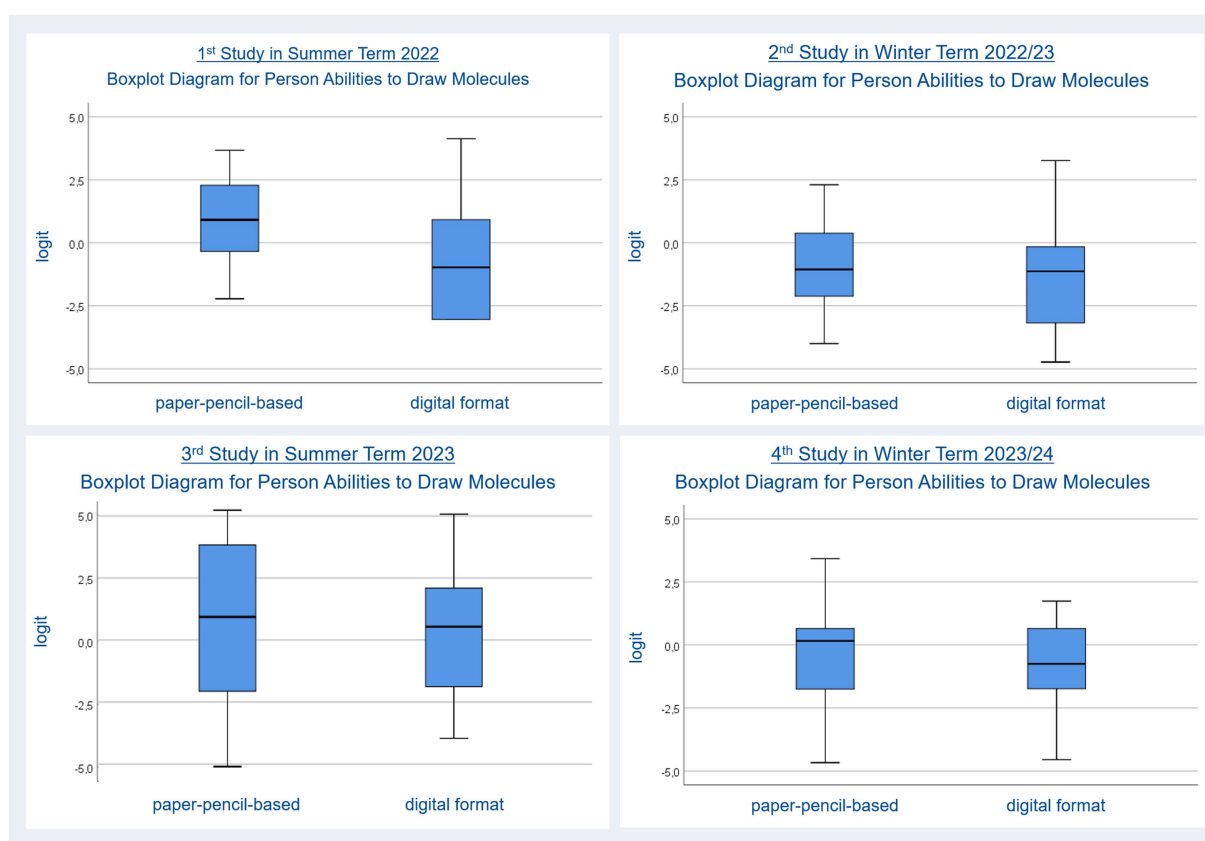 1st Study in Summer Term 2022
Boxplot Diagram for Person Abilities to Draw Molecules
5,0
2,5
0,0
-2,5
-5,0
logit
paper-pencil-based digital format
2nd Study in Winter Term 2022/23
Boxplot Diagram for Person Abilities to Draw Molecules
5,0
2,5
0,0
-2,5
-5,0
logit
paper-pencil-based digital format
3rd Study in Summer Term 2023
Boxplot Diagram for Person Abilities to Draw Molecules
5,0
2,5
0,0
-2,5
-5,0
logit
paper-pencil-based digital format
4th Study in Winter Term 2023/24
Boxplot Diagram for Person Abilities to Draw Molecules
5,0
2,5
0,0
-2,5
-5,0
logit
paper-pencil-based digital format